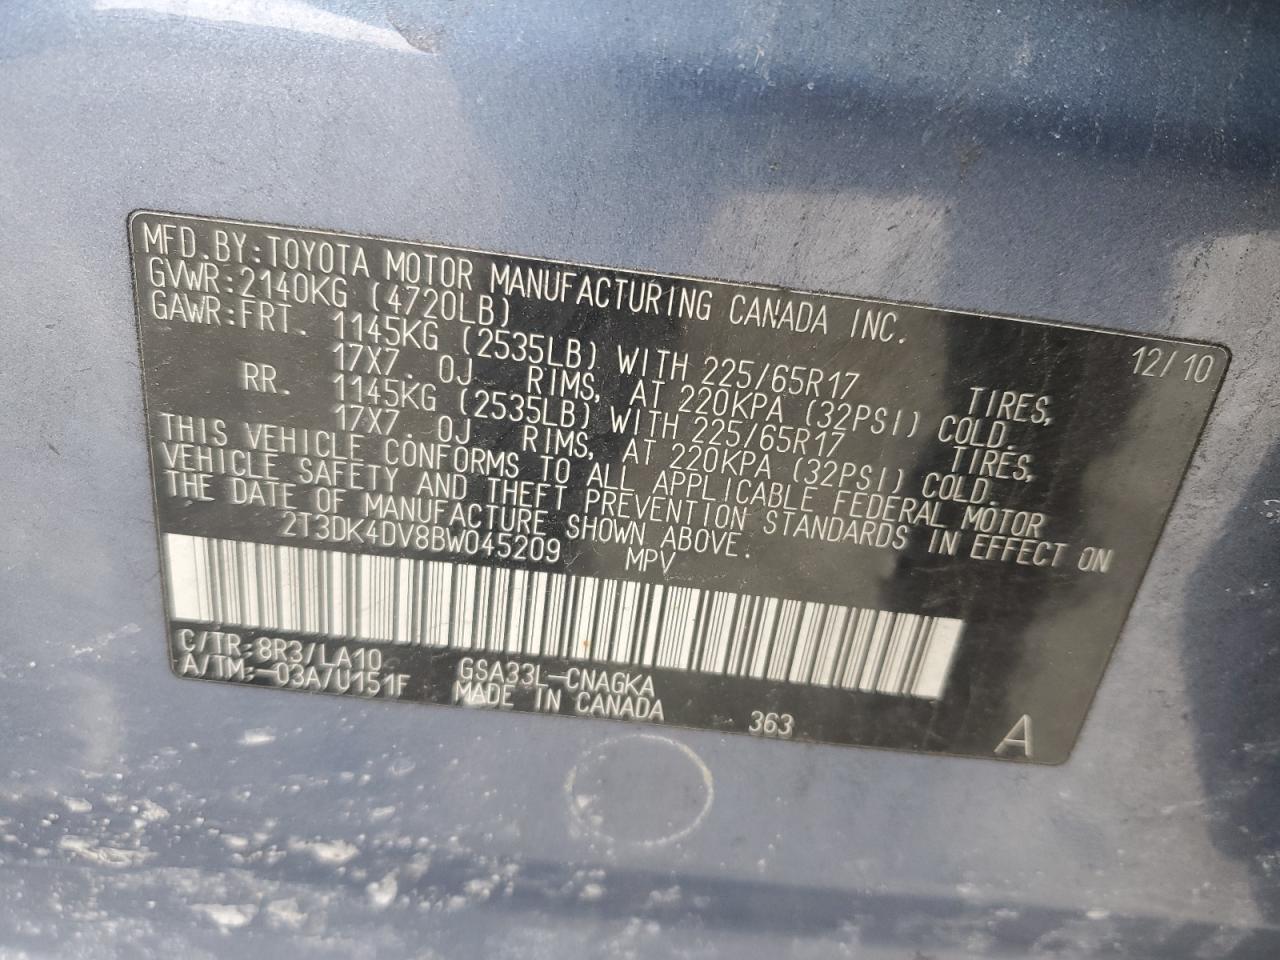 MFD.BY:TOYOTA MOTOR MANUFACTURING CANADA INC.
GVWR:2140KG (4720LB) 12/10
GAWR:FRT. 1145KG (2535LB) WITH 225/65R17 TIRES,
17X7.0J RIMS, AT 220KPA (32PSI) COLD.
RR. 1145KG (2535LB) WITH 225/65R17 TIRES,
17X7.0J RIMS, AT 220KPA (32PSI) COLD.
THIS VEHICLE CONFORMS TO ALL APPLICABLE FEDERAL MOTOR
VEHICLE SAFETY AND THEFT PREVENTION STANDARDS IN EFFECT ON
THE DATE OF MANUFACTURE SHOWN ABOVE.
2T3DK4DV8BW045209 MPV
C/TR:8R3/LA10 GSA33L-CNAGKA
A/TM:-03A/U151F MADE IN CANADA 363 A